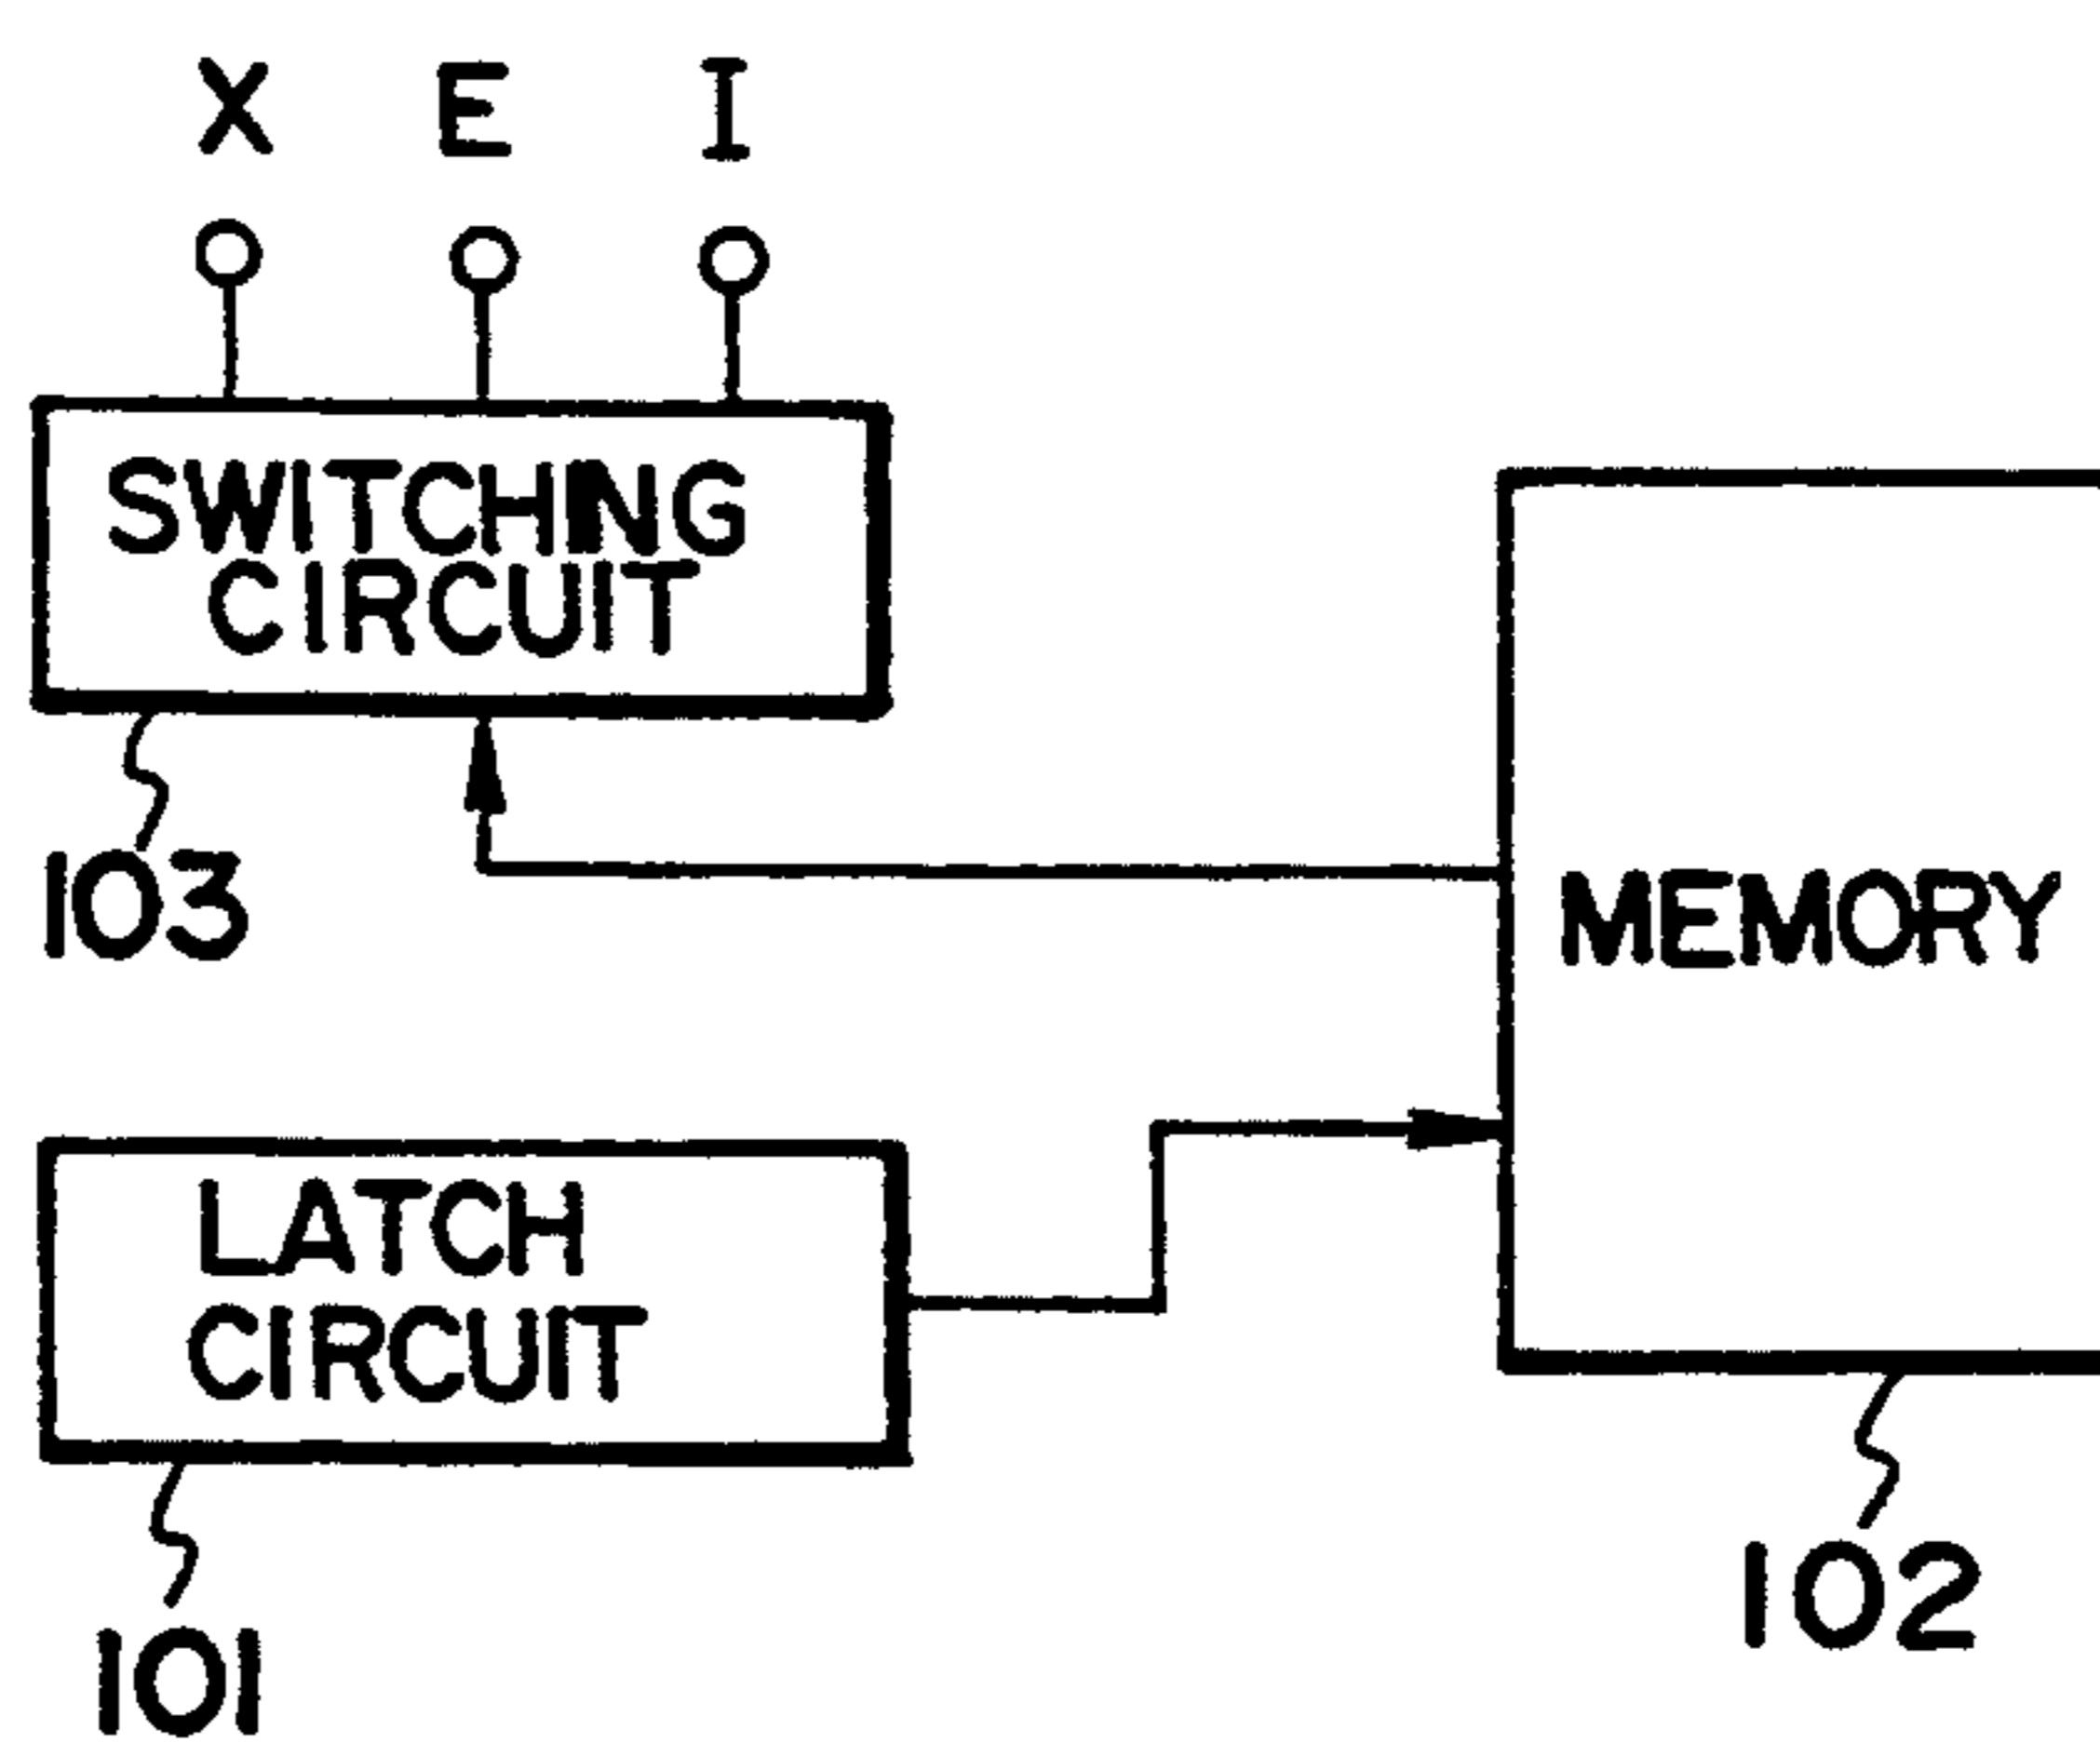 X E I
SWITCHING
CIRCUIT
103
MEMORY
LATCH
CIRCUIT
102
101